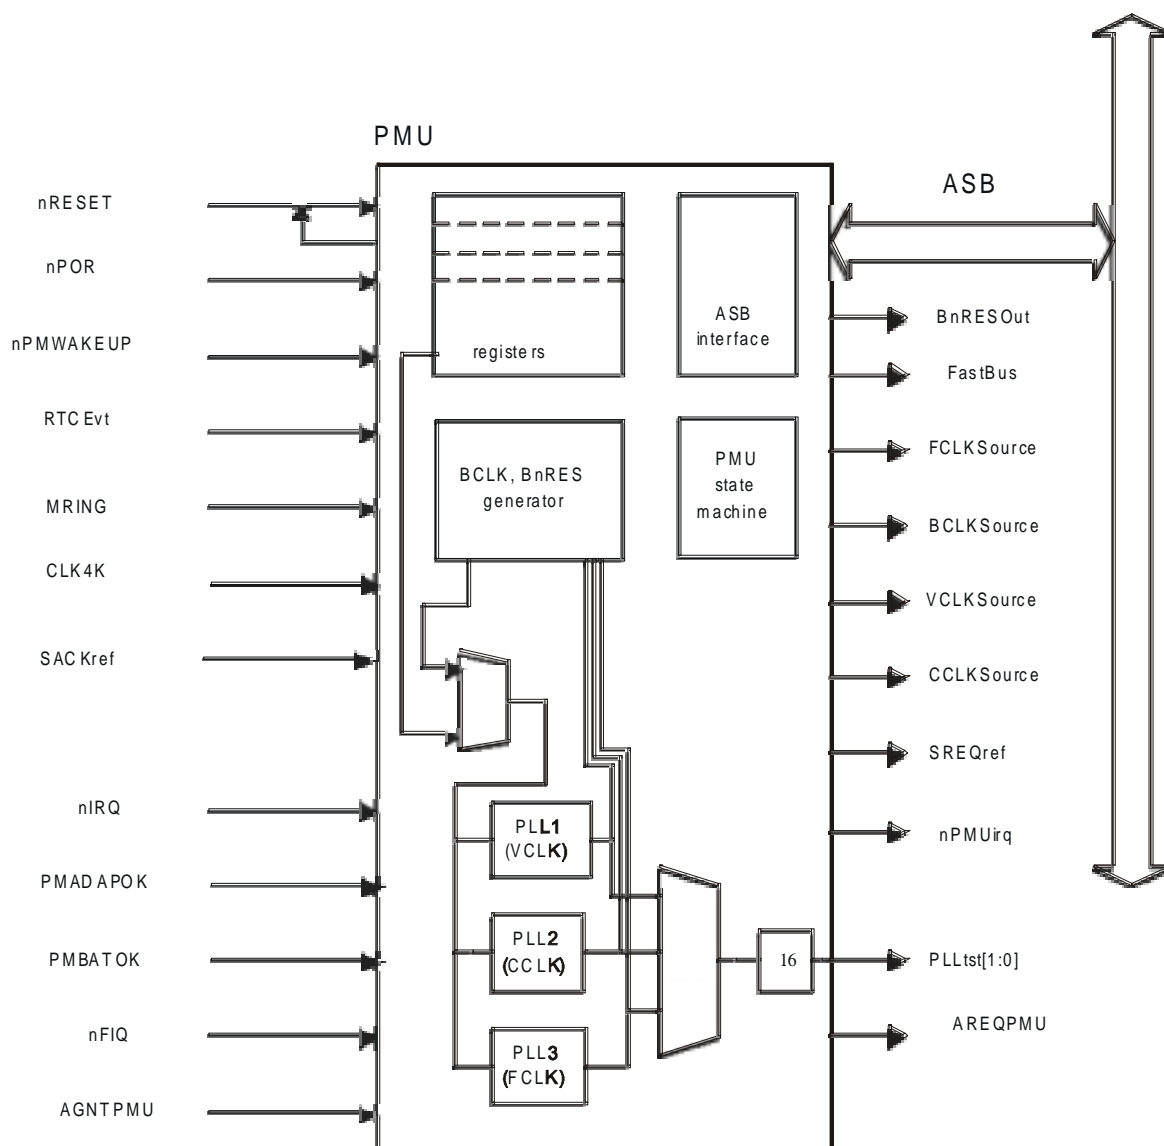 PMU
ASB
nRESET
nPOR
nPMWAKEUP
RTCEvt
MRING
CLK4K
SACKref
nIRQ
PMADAPOK
PMBATOK
nFIQ
AGNTPMU
registers
ASB
interface
BCLK, BnRES
generator
PMU
state
machine
PLL1
(VCLK)
PLL2
(CCLK)
PLL3
(FCLK)
16
BnRESOut
FastBus
FCLKSource
BCLKSource
VCLKSource
CCLKSource
SREQref
nPMUirq
PLLtst[1:0]
AREQPMU